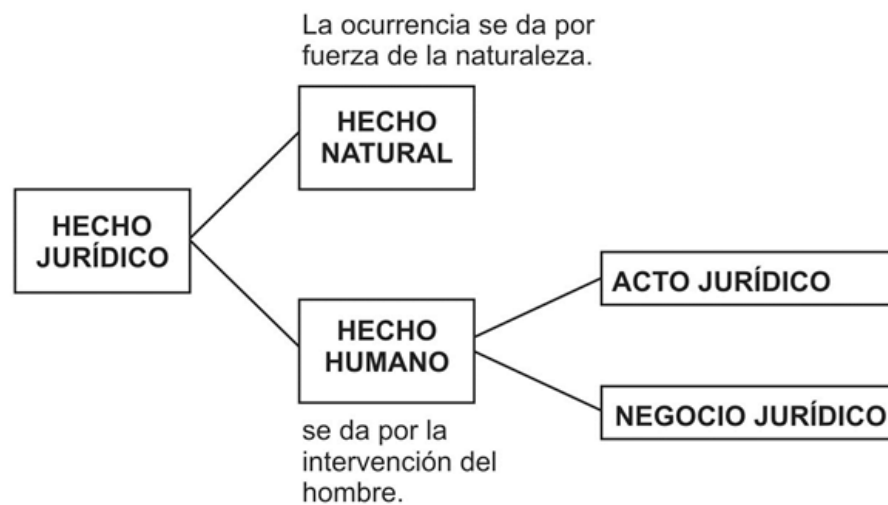 La ocurrencia se da por
fuerza de la naturaleza.
HECHO
NATURAL
HECHO
JURÍDICO
ACTO JURÍDICO
HECHO
HUMANO
NEGOCIO JURÍDICO
se da por la
intervención del
hombre.